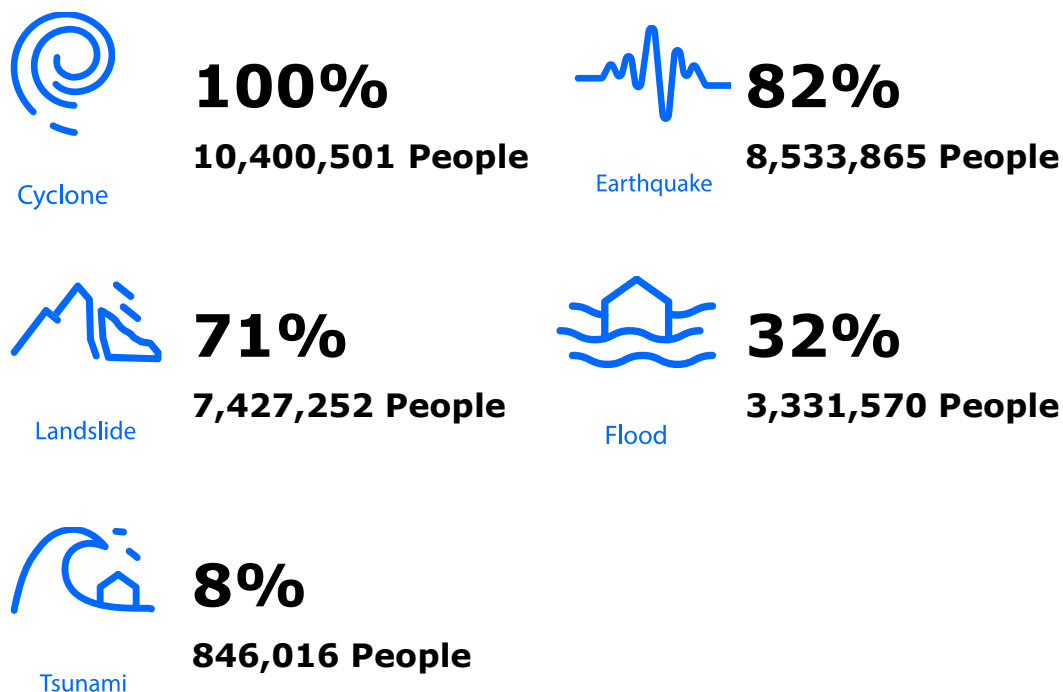 100%
10,400,501 People
Cyclone
82%
8,533,865 People
Earthquake
71%
7,427,252 People
Landslide
32%
3,331,570 People
Flood
8%
846,016 People
Tsunami